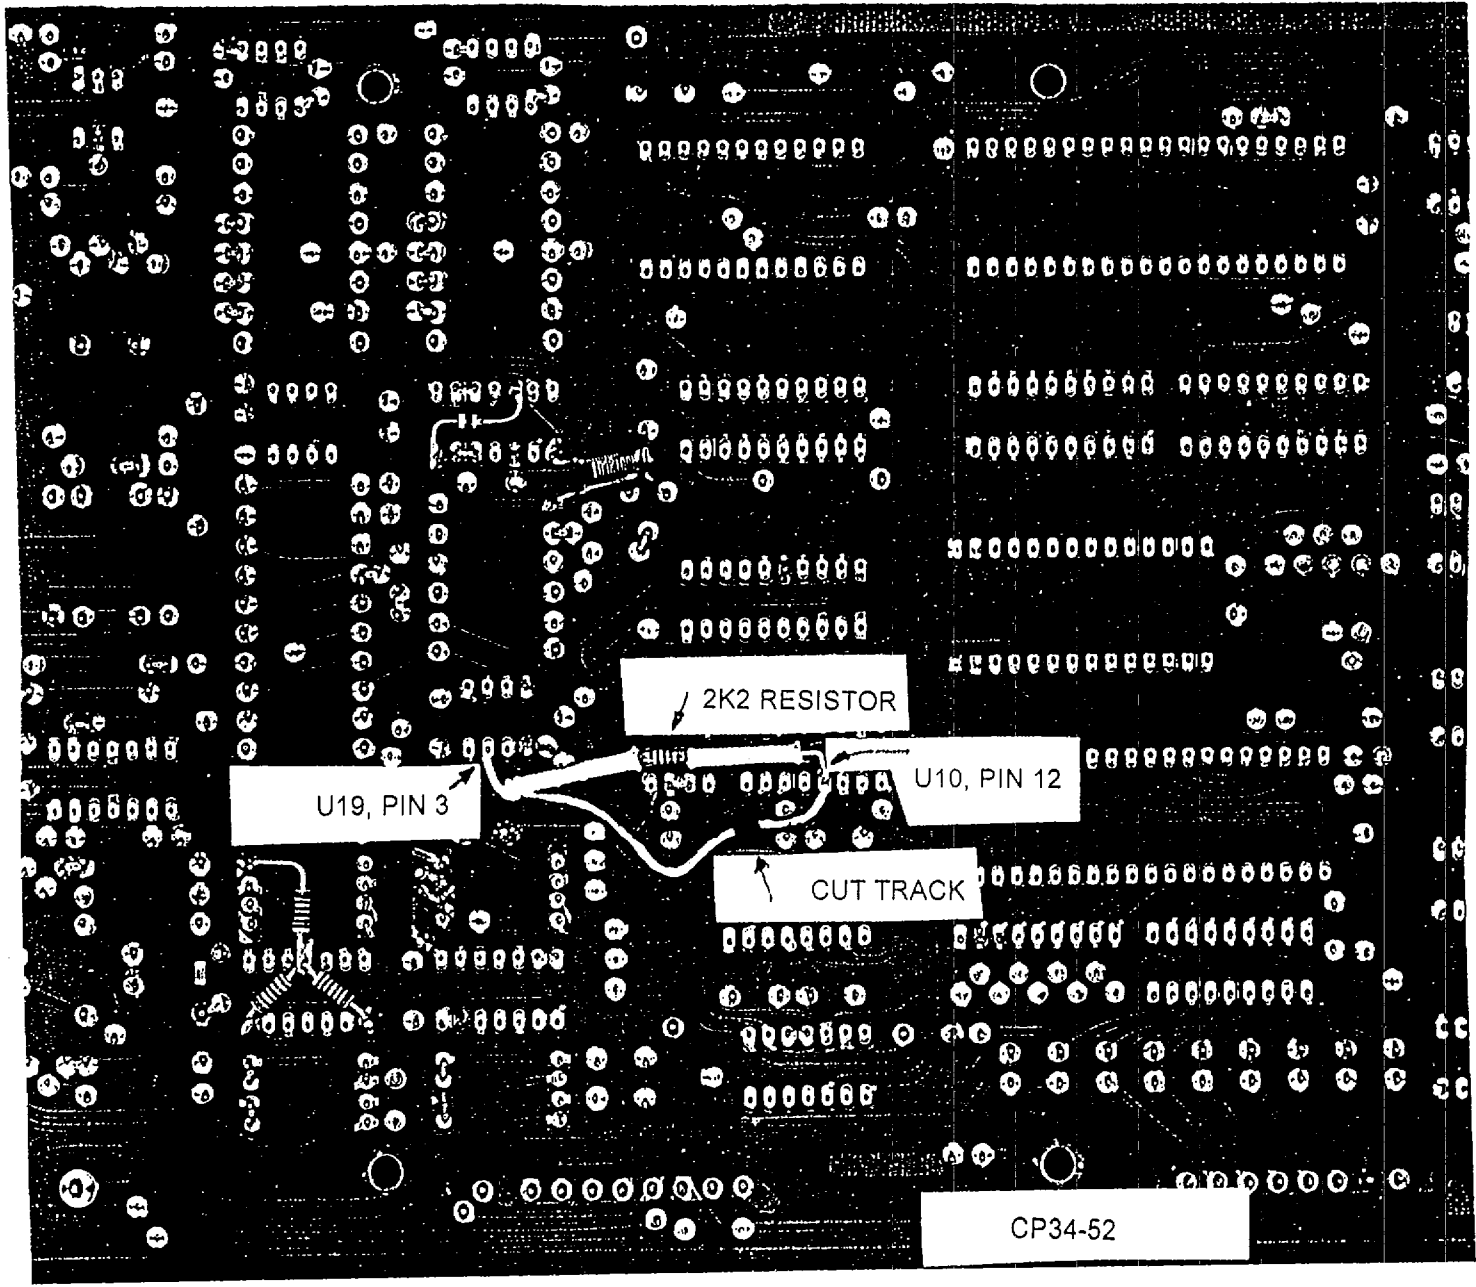 2K2 RESISTOR
U10, PIN 12
U19, PIN 3
CUT TRACK
CP34-52